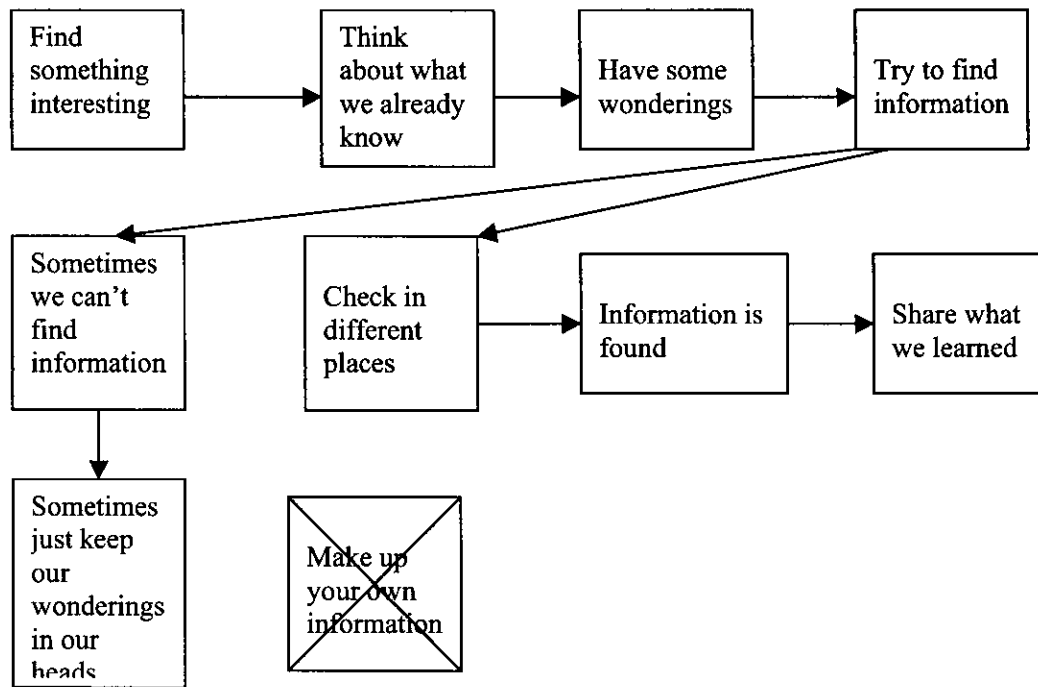 Find
something
interesting
Think
about what
we already
know
Have some
wonderings
Try to find
information
Sometimes
we can't
find
information
Check in
different
places
Information is
found
Share what
we learned
Sometimes
just keep
our
wonderings
in our
heads
Make up
your own
information